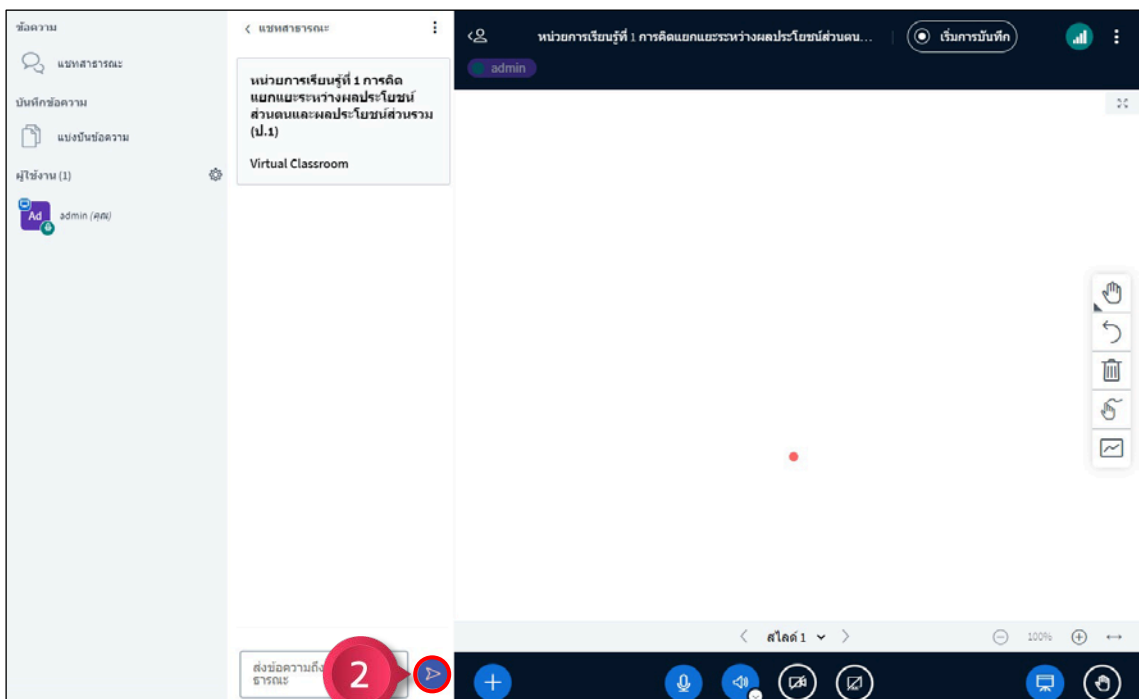 ข้อความ
แชทสาธารณะ
บันทึกข้อความ
แบ่งปันข้อความ
ผู้ใช้งาน (1)
Ad
admin (คุณ)
แชทสาธารณะ
หน่วยการเรียนรู้ที่ 1 การคิด
แยกแยะระหว่างผลประโยชน์
ส่วนตนและผลประโยชน์ส่วนรวม
(ป.1)
Virtual Classroom
ส่งข้อความถึง
ธารณะ
2
หน่วยการเรียนรู้ที่ 1 การคิดแยกแยะระหว่างผลประโยชน์ส่วนตน...
เริ่มการบันทึก
admin
สไลด์ 1
100%